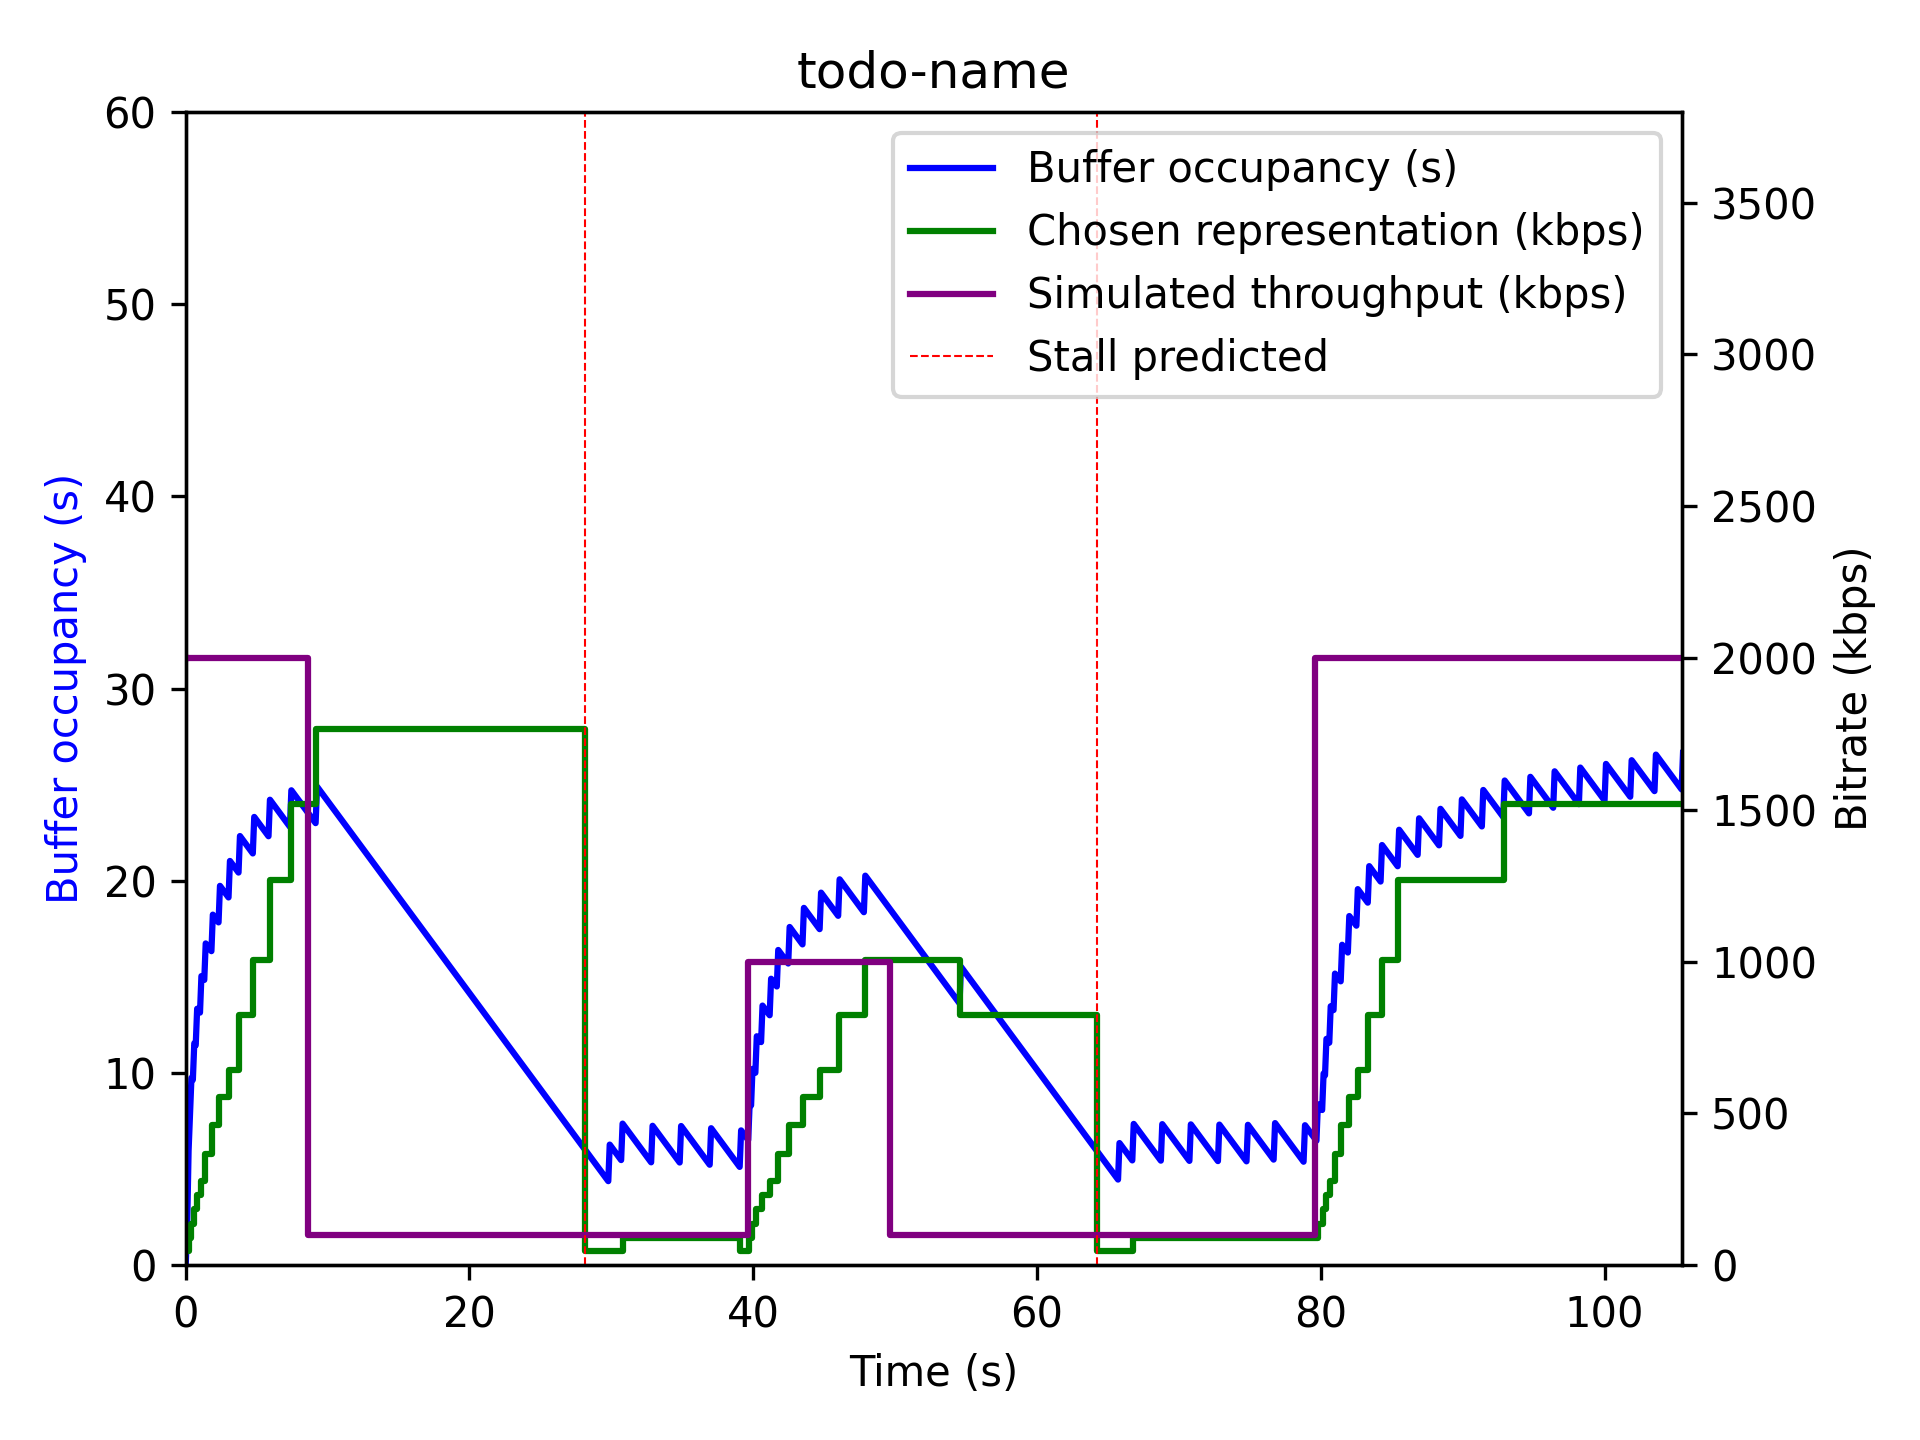 todo-name
Buffer occupancy (s)
Chosen representation (kbps)
Simulated throughput (kbps)
Stall predicted
60
50
40
30
20
10
0
Buffer occupancy (s)
3500
3000
2500
2000
1500
1000
500
0
Bitrate (kbps)
0 20 40 60 80 100
Time (s)